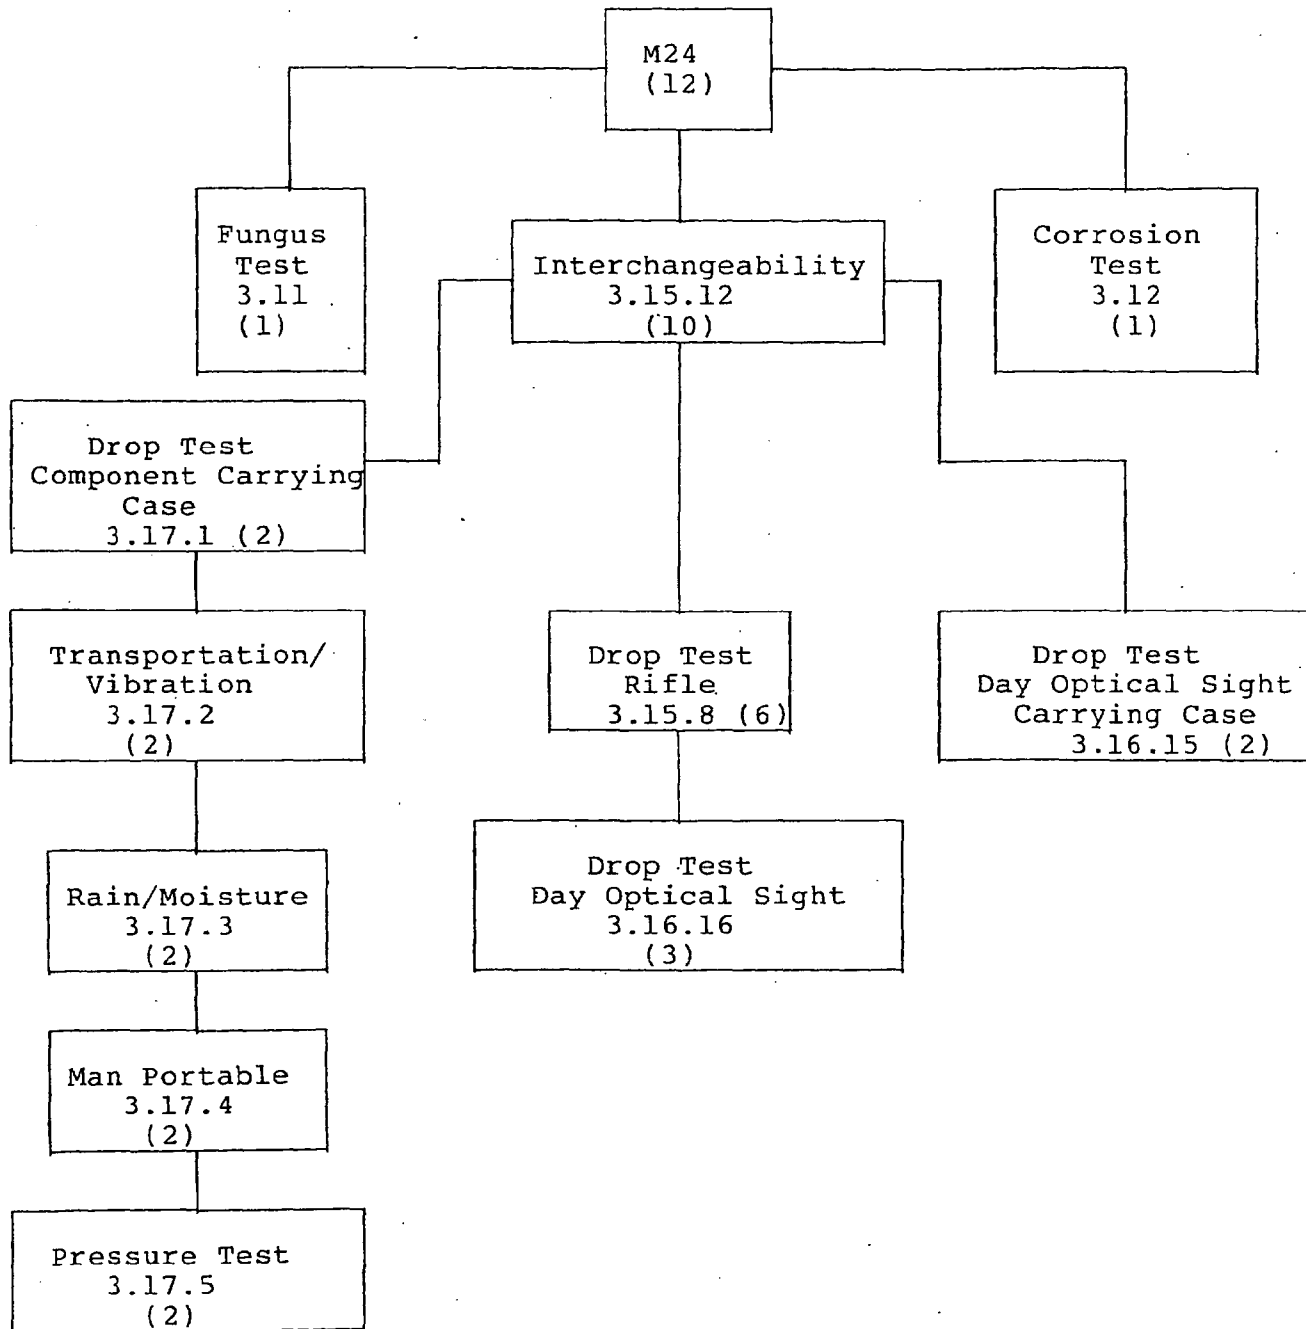 M24
(12)
Fungus
Test
3.11
(1)
Interchangeability
3.15.12
(10)
Corrosion
Test
3.12
(1)
Drop Test
Component Carrying
Case
3.17.1 (2)
Transportation/
Vibration
3.17.2
(2)
Drop Test
Rifle
3.15.8 (6)
Drop Test
Day Optical Sight
Carrying Case
3.16.15 (2)
Rain/Moisture
3.17.3
(2)
Drop Test
Day Optical Sight
3.16.16
(3)
Man Portable
3.17.4
(2)
Pressure Test
3.17.5
(2)